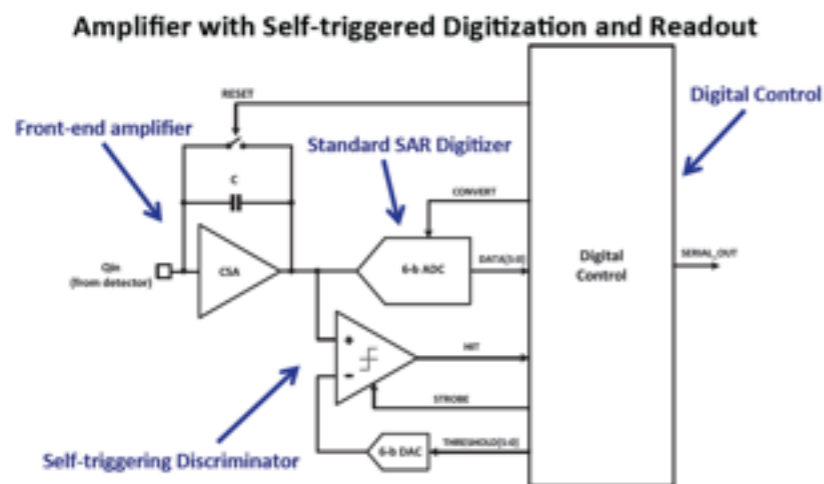 Amplifier with Self-triggered Digitization and Readout
RESET
Digital Control
Front-end amplifier
Standard SAR Digitizer
C
CONVERT
Qin
(from detector)
CSA
6-b ADC
DATA[5:0]
Digital
Control
SERIAL_OUT
+
HIT
-
STROBE
6-b DAC
THRESHOLD[5:0]
Self-triggering Discriminator